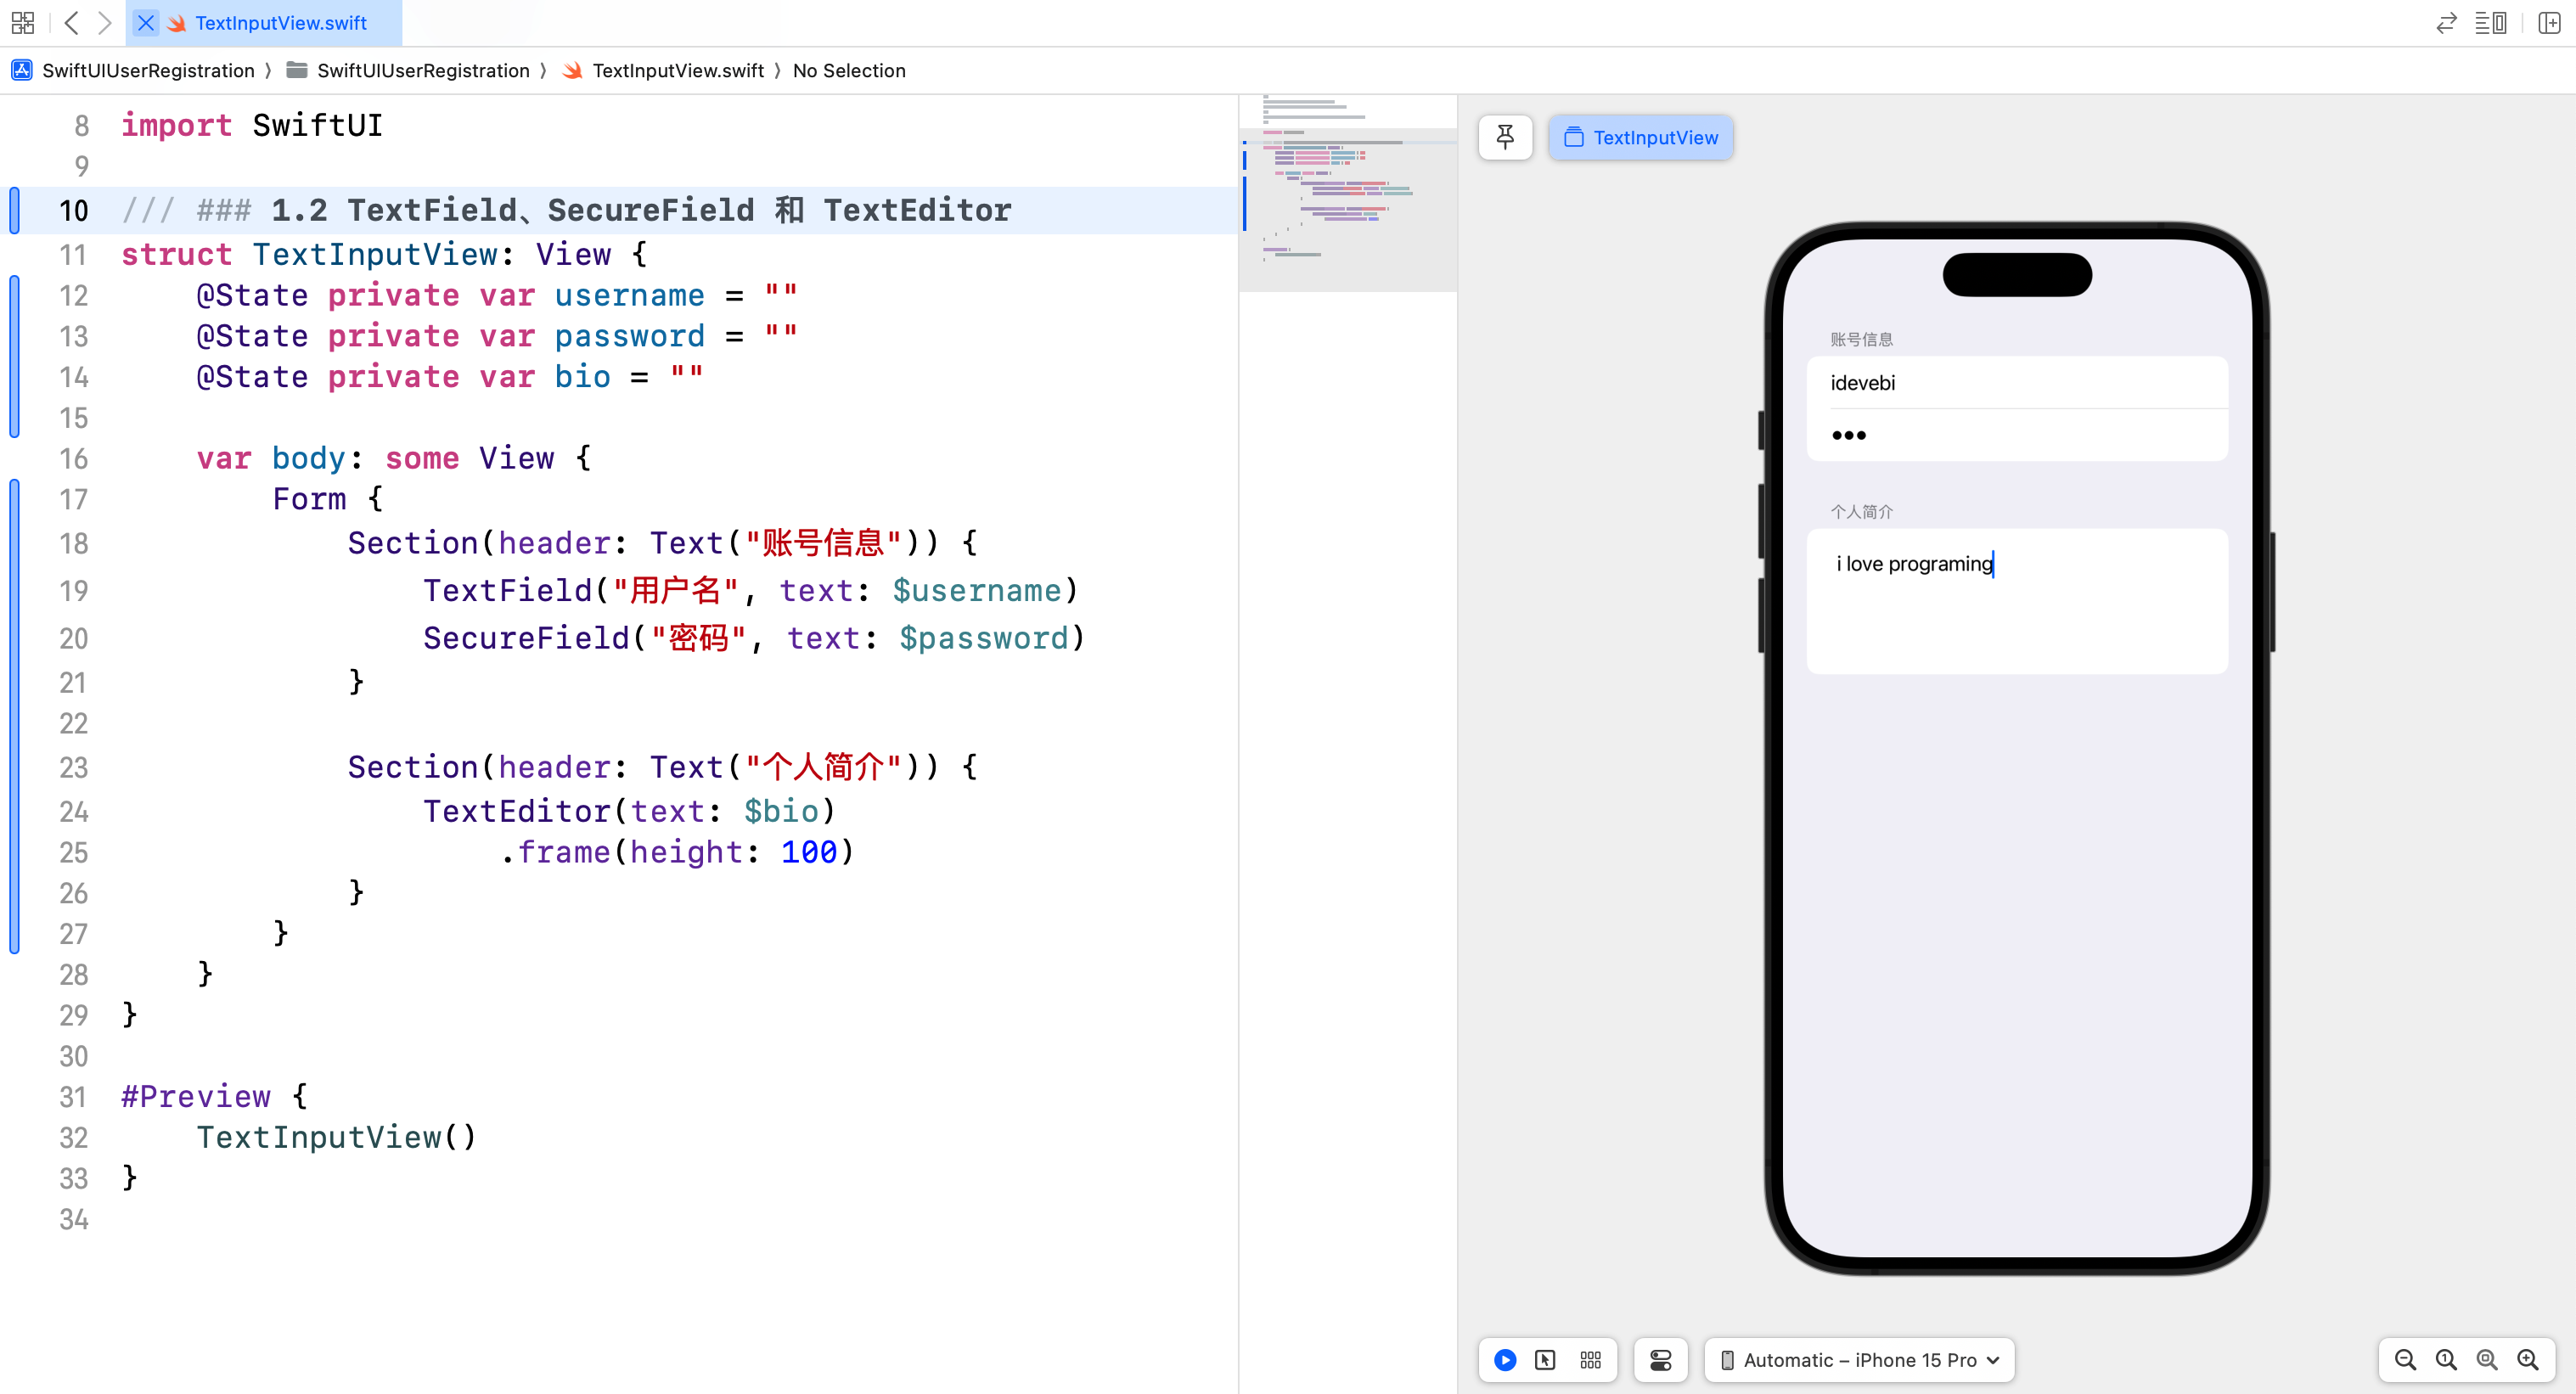 TextInputView.swift
SwiftUIUserRegistration 〉 SwiftUIUserRegistration 〉 TextInputView.swift 〉 No Selection
8 import SwiftUI
9
10 /// ### 1.2 TextField、SecureField 和 TextEditor
11 struct TextInputView: View {
12 @State private var username = ""
13 @State private var password = ""
14 @State private var bio = ""
15
16 var body: some View {
17 Form {
18 Section(header: Text("账号信息")) {
19 TextField("用户名", text: $username)
20 SecureField("密码", text: $password)
21 }
22
23 Section(header: Text("个人简介")) {
24 TextEditor(text: $bio)
25 .frame(height: 100)
26 }
27 }
28 }
29 }
30
31 #Preview {
32 TextInputView()
33 }
34
TextInputView
账号信息
idevebi
•••
个人简介
i love programing
Automatic – iPhone 15 Pro